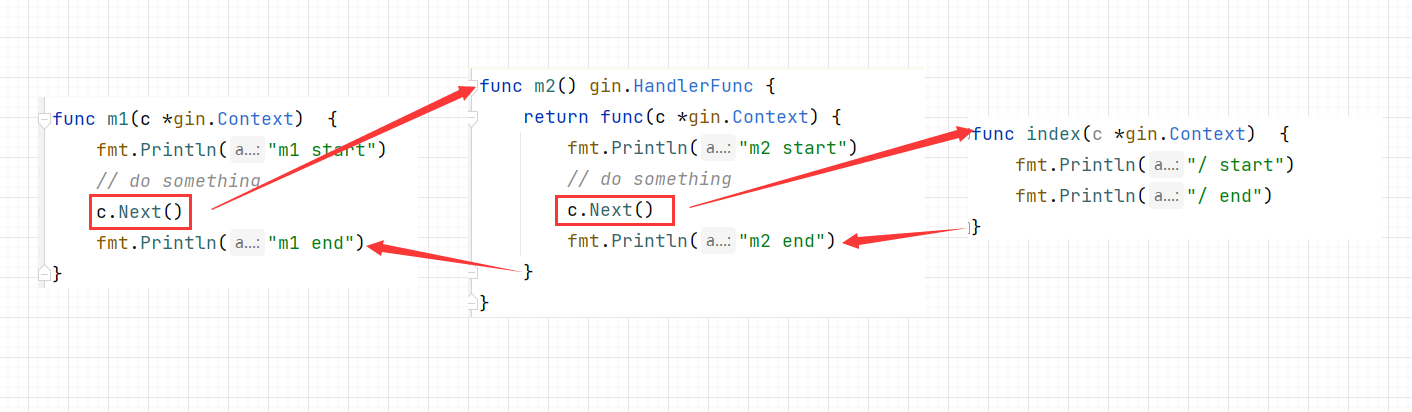 func m1(c *gin.Context)  {
fmt.Println( a...: "m1 start")
// do something
c.Next()
fmt.Println( a...: "m1 end")
}
func m2() gin.HandlerFunc {
return func(c *gin.Context) {
fmt.Println( a...: "m2 start")
// do something
c.Next()
fmt.Println( a...: "m2 end")
}
}
func index(c *gin.Context)  {
fmt.Println( a...: "/ start")
fmt.Println( a...: "/ end")
}